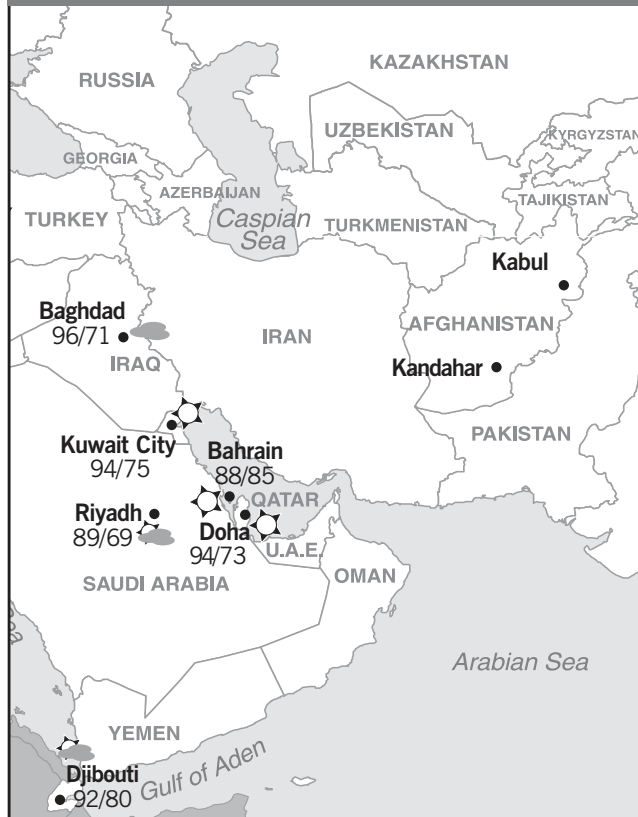 KAZAKHSTAN
RUSSIA
UZBEKISTAN
KYRGYZSTAN
GEORGIA
AZERBAIJAN
TAJIKISTAN
TURKEY
Caspian
Sea
TURKMENISTAN
Kabul
Baghdad
96/71
IRAQ
IRAN
AFGHANISTAN
Kandahar
PAKISTAN
Kuwait City
94/75
Bahrain
88/85
QATAR
Riyadh
89/69
Doha
94/73
U.A.E.
OMAN
SAUDI ARABIA
Arabian Sea
YEMEN
Gulf of Aden
Djibouti
92/80